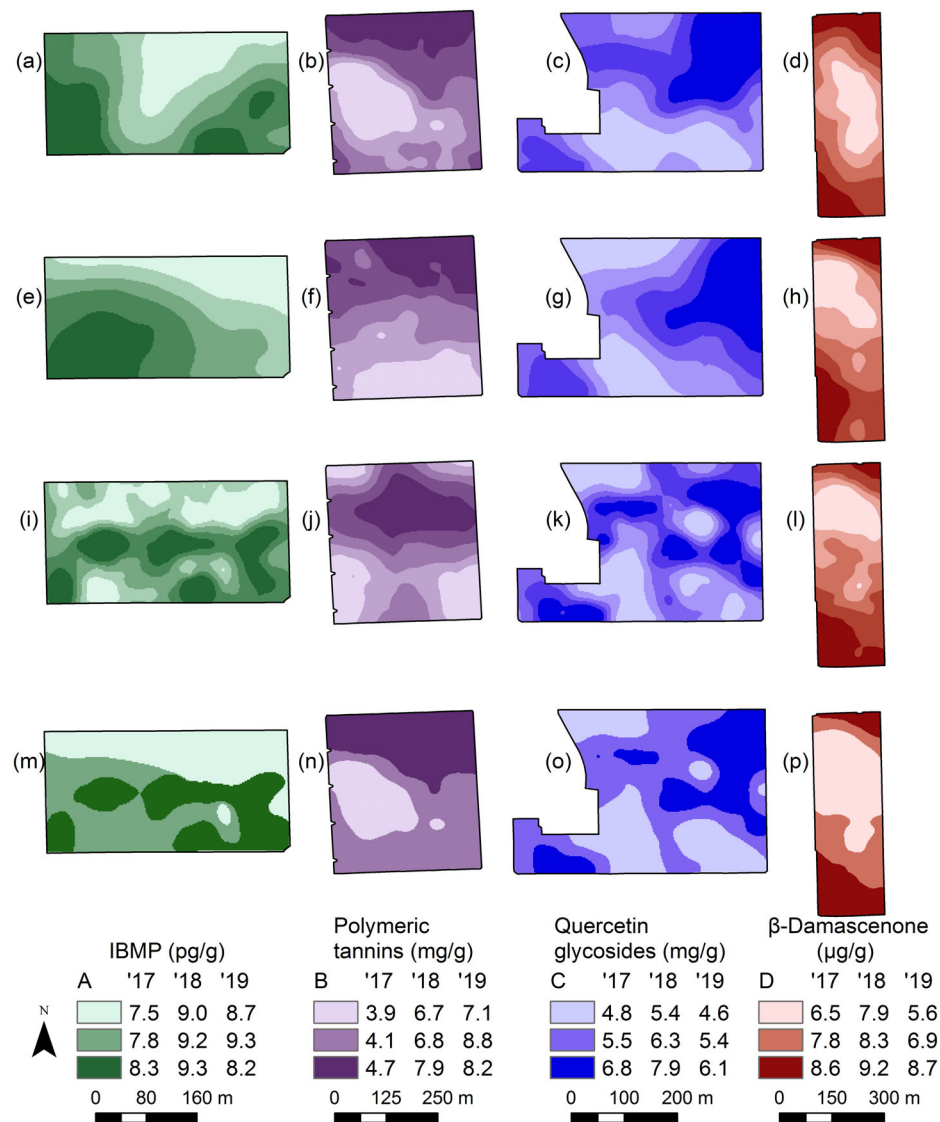 (a) (b) (c) (d)
(e) (f) (g) (h)
(i) (j) (k) (l)
(m) (n) (o) (p)
IBMP (pg/g)
A '17 '18 '19
7.5 9.0 8.7
7.8 9.2 9.3
8.3 9.3 8.2
0 80 160 m
Polymeric
tannins (mg/g)
B '17 '18 '19
3.9 6.7 7.1
4.1 6.8 8.8
4.7 7.9 8.2
0 125 250 m
Quercetin
glycosides (mg/g)
C '17 '18 '19
4.8 5.4 4.6
5.5 6.3 5.4
6.8 7.9 6.1
0 100 200 m
β-Damascenone
(µg/g)
D '17 '18 '19
6.5 7.9 5.6
7.8 8.3 6.9
8.6 9.2 8.7
0 150 300 m
N